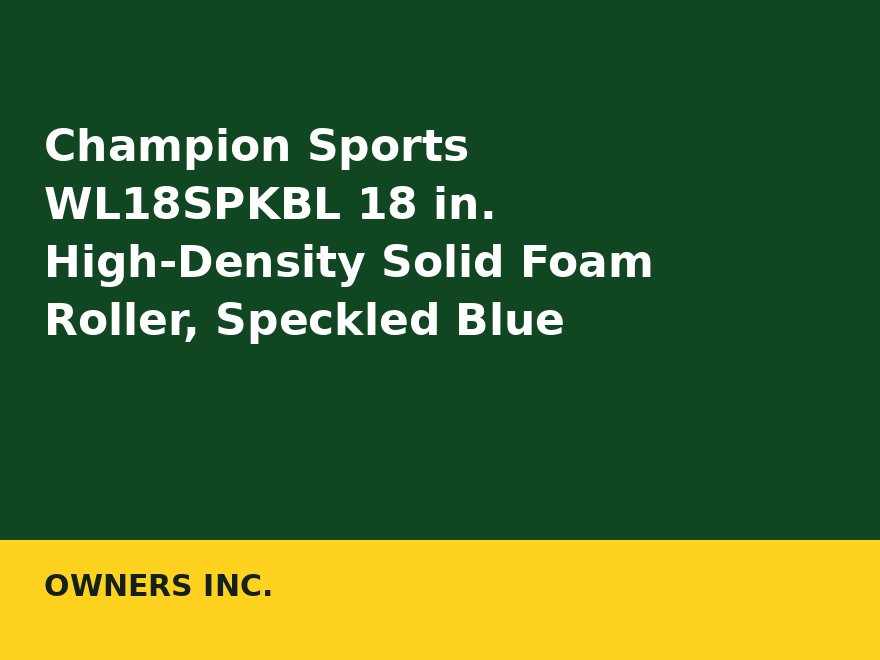 Champion Sports
WL18SPKBL 18 in.
High-Density Solid Foam
Roller, Speckled Blue
OWNERS INC.